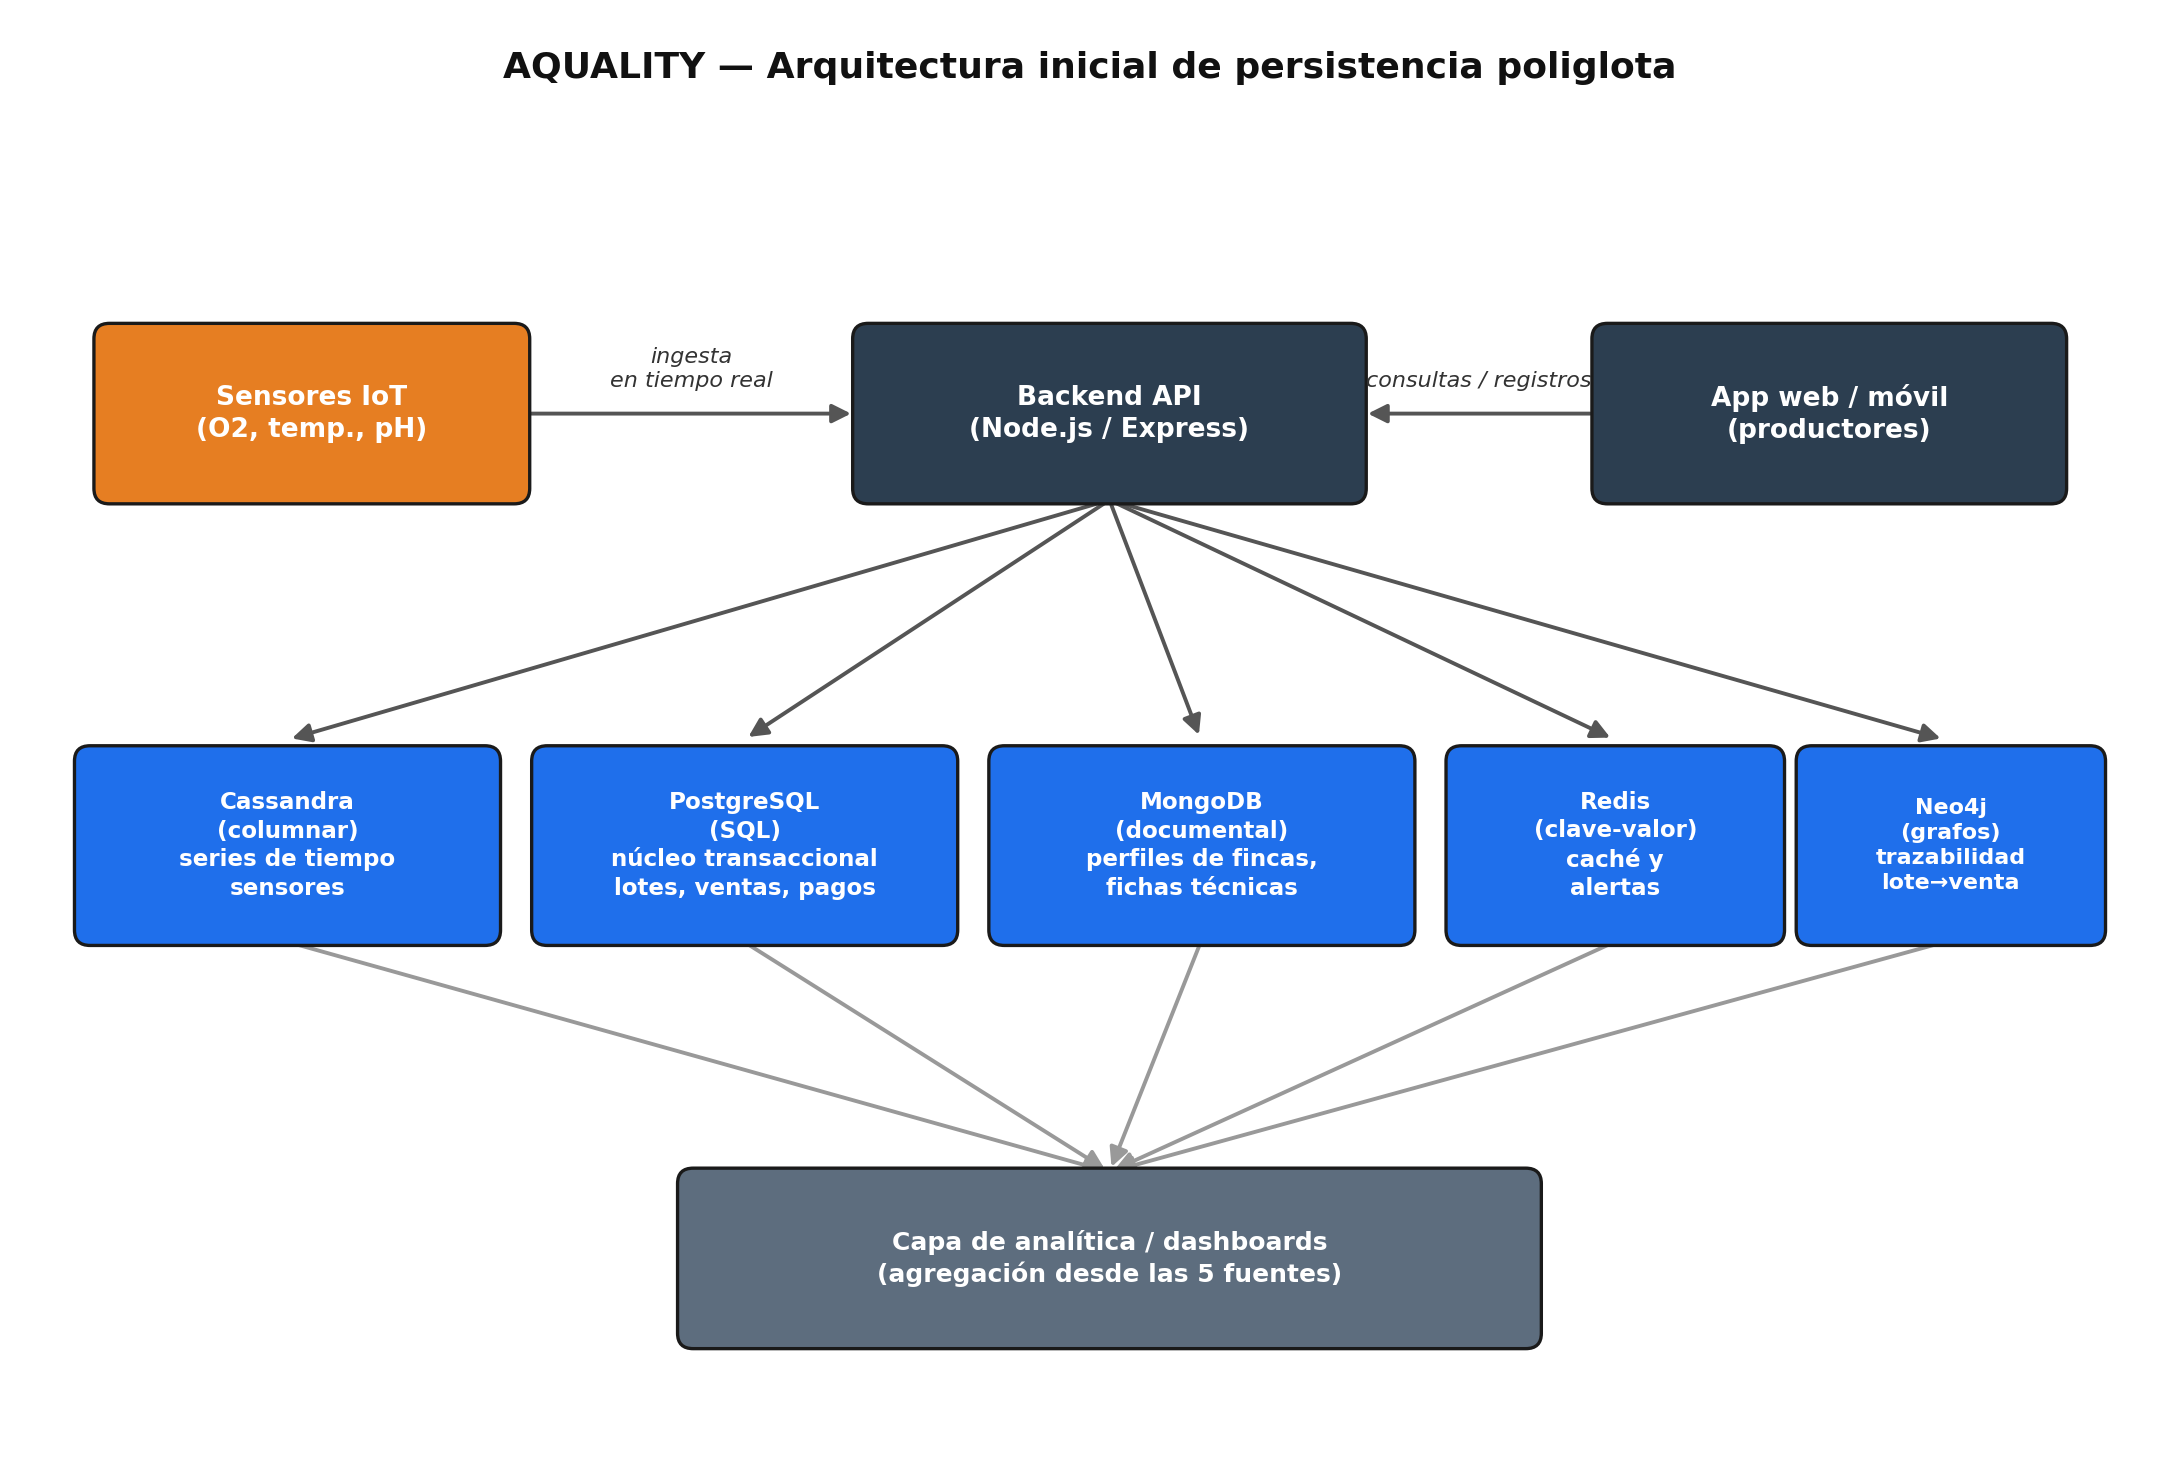 AQUALITY — Arquitectura inicial de persistencia poliglota
Sensores IoT
(O2, temp., pH)
ingesta
en tiempo real
Backend API
(Node.js / Express)
consultas / registros
App web / móvil
(productores)
Cassandra
(columnar)
series de tiempo
sensores
PostgreSQL
(SQL)
núcleo transaccional
lotes, ventas, pagos
MongoDB
(documental)
perfiles de fincas,
fichas técnicas
Redis
(clave-valor)
caché y
alertas
Neo4j
(grafos)
trazabilidad
lote→venta
Capa de analítica / dashboards
(agregación desde las 5 fuentes)